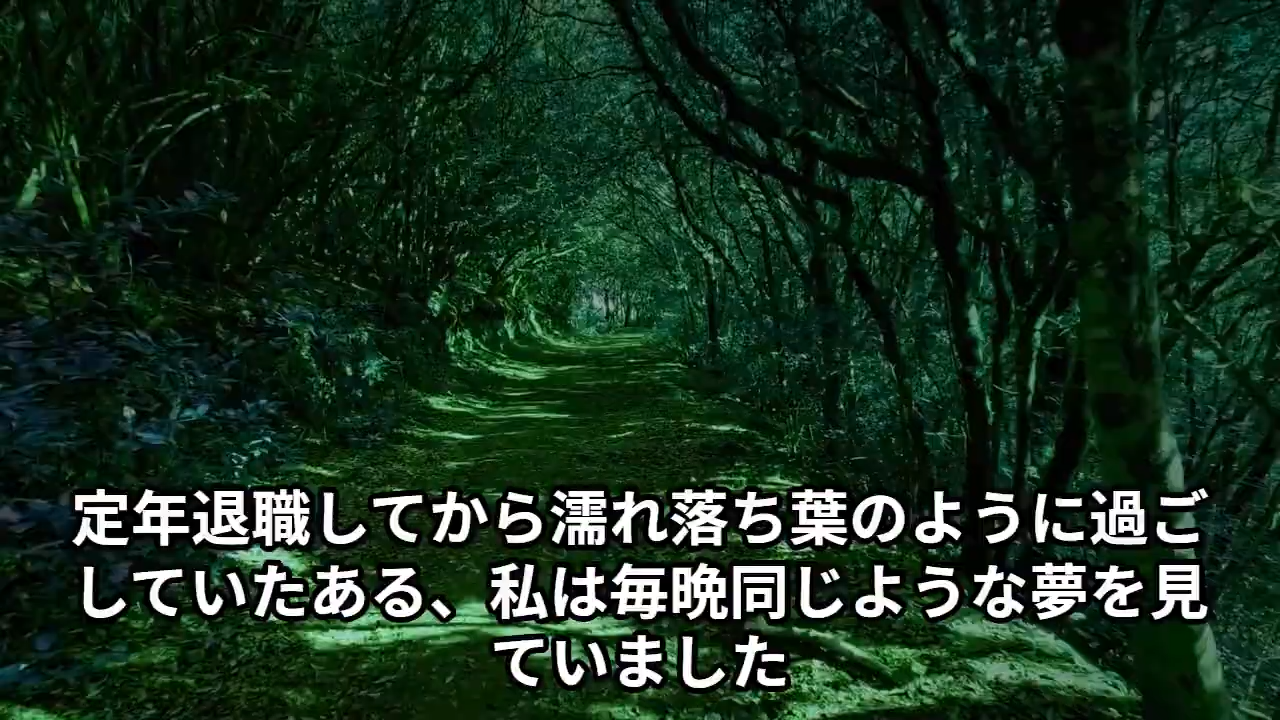 定年退職してから濡れ落ち葉のように過ご
していたある、私は毎晩同じような夢を見
ていました